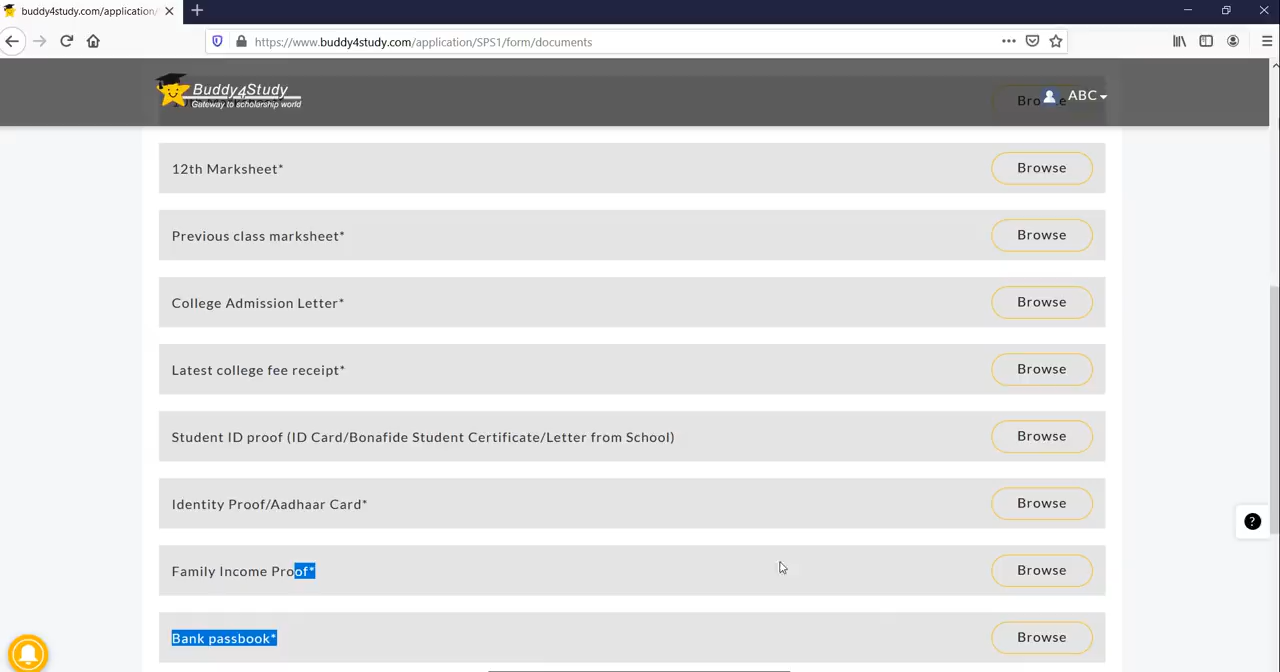 buddy4study.com/application/
https://www.buddy4study.com/application/SPS1/form/documents
Buddy4Study
Gateway to scholarship world
ABC
Browse
12th Marksheet*
Browse
Previous class marksheet*
Browse
College Admission Letter*
Browse
Latest college fee receipt*
Browse
Student ID proof (ID Card/Bonafide Student Certificate/Letter from School)
Browse
Identity Proof/Aadhaar Card*
Browse
Family Income Proof*
Browse
Bank passbook*
Browse
?